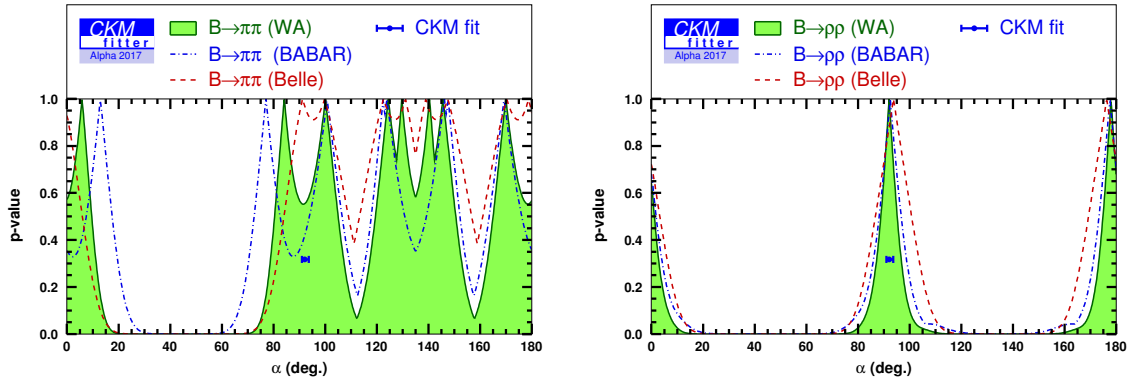 CKM
fitter
Alpha 2017
B→ππ (WA)
B→ππ (BABAR)
B→ππ (Belle)
CKM fit
p-value
1.0
0.8
0.6
0.4
0.2
0.0
0 20 40 60 80 100 120 140 160 180
α (deg.)
CKM
fitter
Alpha 2017
B→ρρ (WA)
B→ρρ (BABAR)
B→ρρ (Belle)
CKM fit
p-value
1.0
0.8
0.6
0.4
0.2
0.0
0 20 40 60 80 100 120 140 160 180
α (deg.)